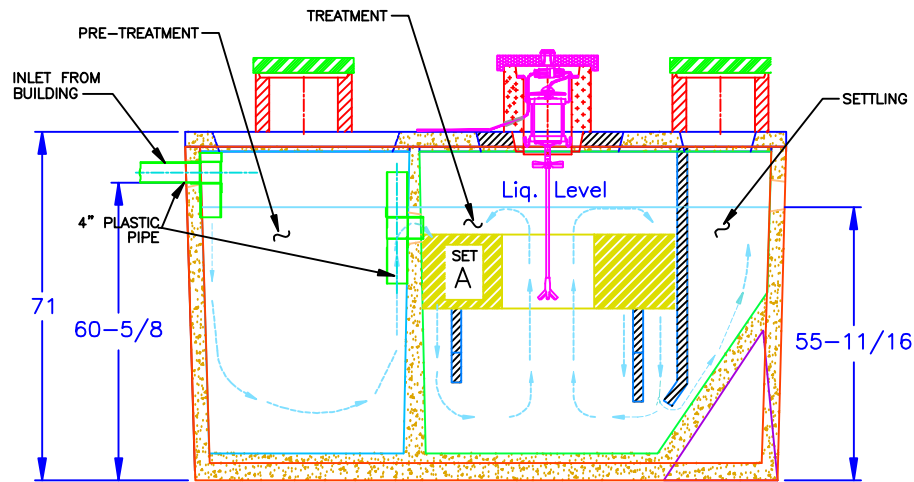 TREATMENT
PRE-TREATMENT
INLET FROM
BUILDING
SETTLING
Liq. Level
4" PLASTIC
PIPE
SET
A
71
60-5/8
55-11/16